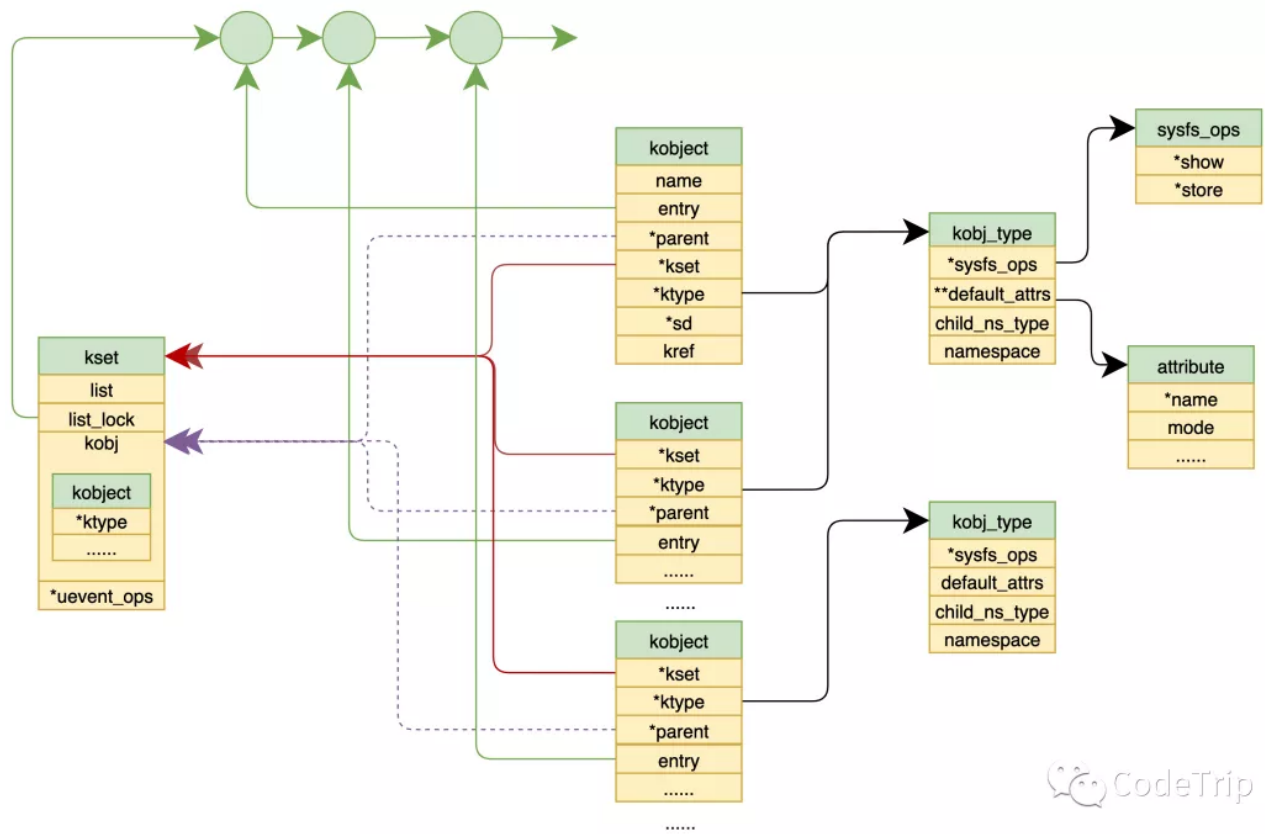 kset
list
list_lock
kobj
kobject
*ktype
......
*uevent_ops
kobject
name
entry
*parent
*kset
*ktype
*sd
kref
kobject
*kset
*ktype
*parent
entry
......
......
kobject
*kset
*ktype
*parent
entry
......
......
kobj_type
*sysfs_ops
**default_attrs
child_ns_type
namespace
kobj_type
*sysfs_ops
default_attrs
child_ns_type
namespace
sysfs_ops
*show
*store
attribute
*name
mode
......
CodeTrip